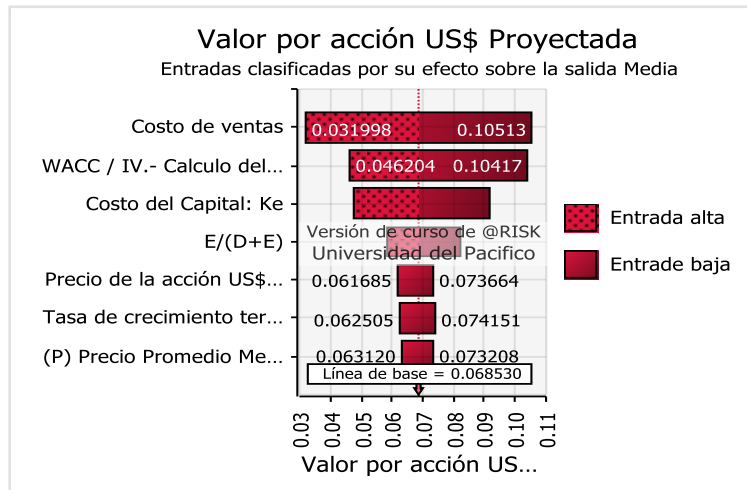 Valor por acción US$ Proyectada
Entradas clasificadas por su efecto sobre la salida Media
Costo de ventas
0.031998 0.10513
WACC / IV.- Calculo del...
0.046204 0.10417
Costo del Capital: Ke
Entrada alta
E/(D+E)
Versión de curso de @RISK
Universidad del Pacifico
Entrade baja
Precio de la acción US$...
0.061685 0.073664
Tasa de crecimiento ter...
0.062505 0.074151
(P) Precio Promedio Me...
0.063120 0.073208
Línea de base = 0.068530
0.03 0.04 0.05 0.06 0.07 0.08 0.09 0.10 0.11
Valor por acción US...